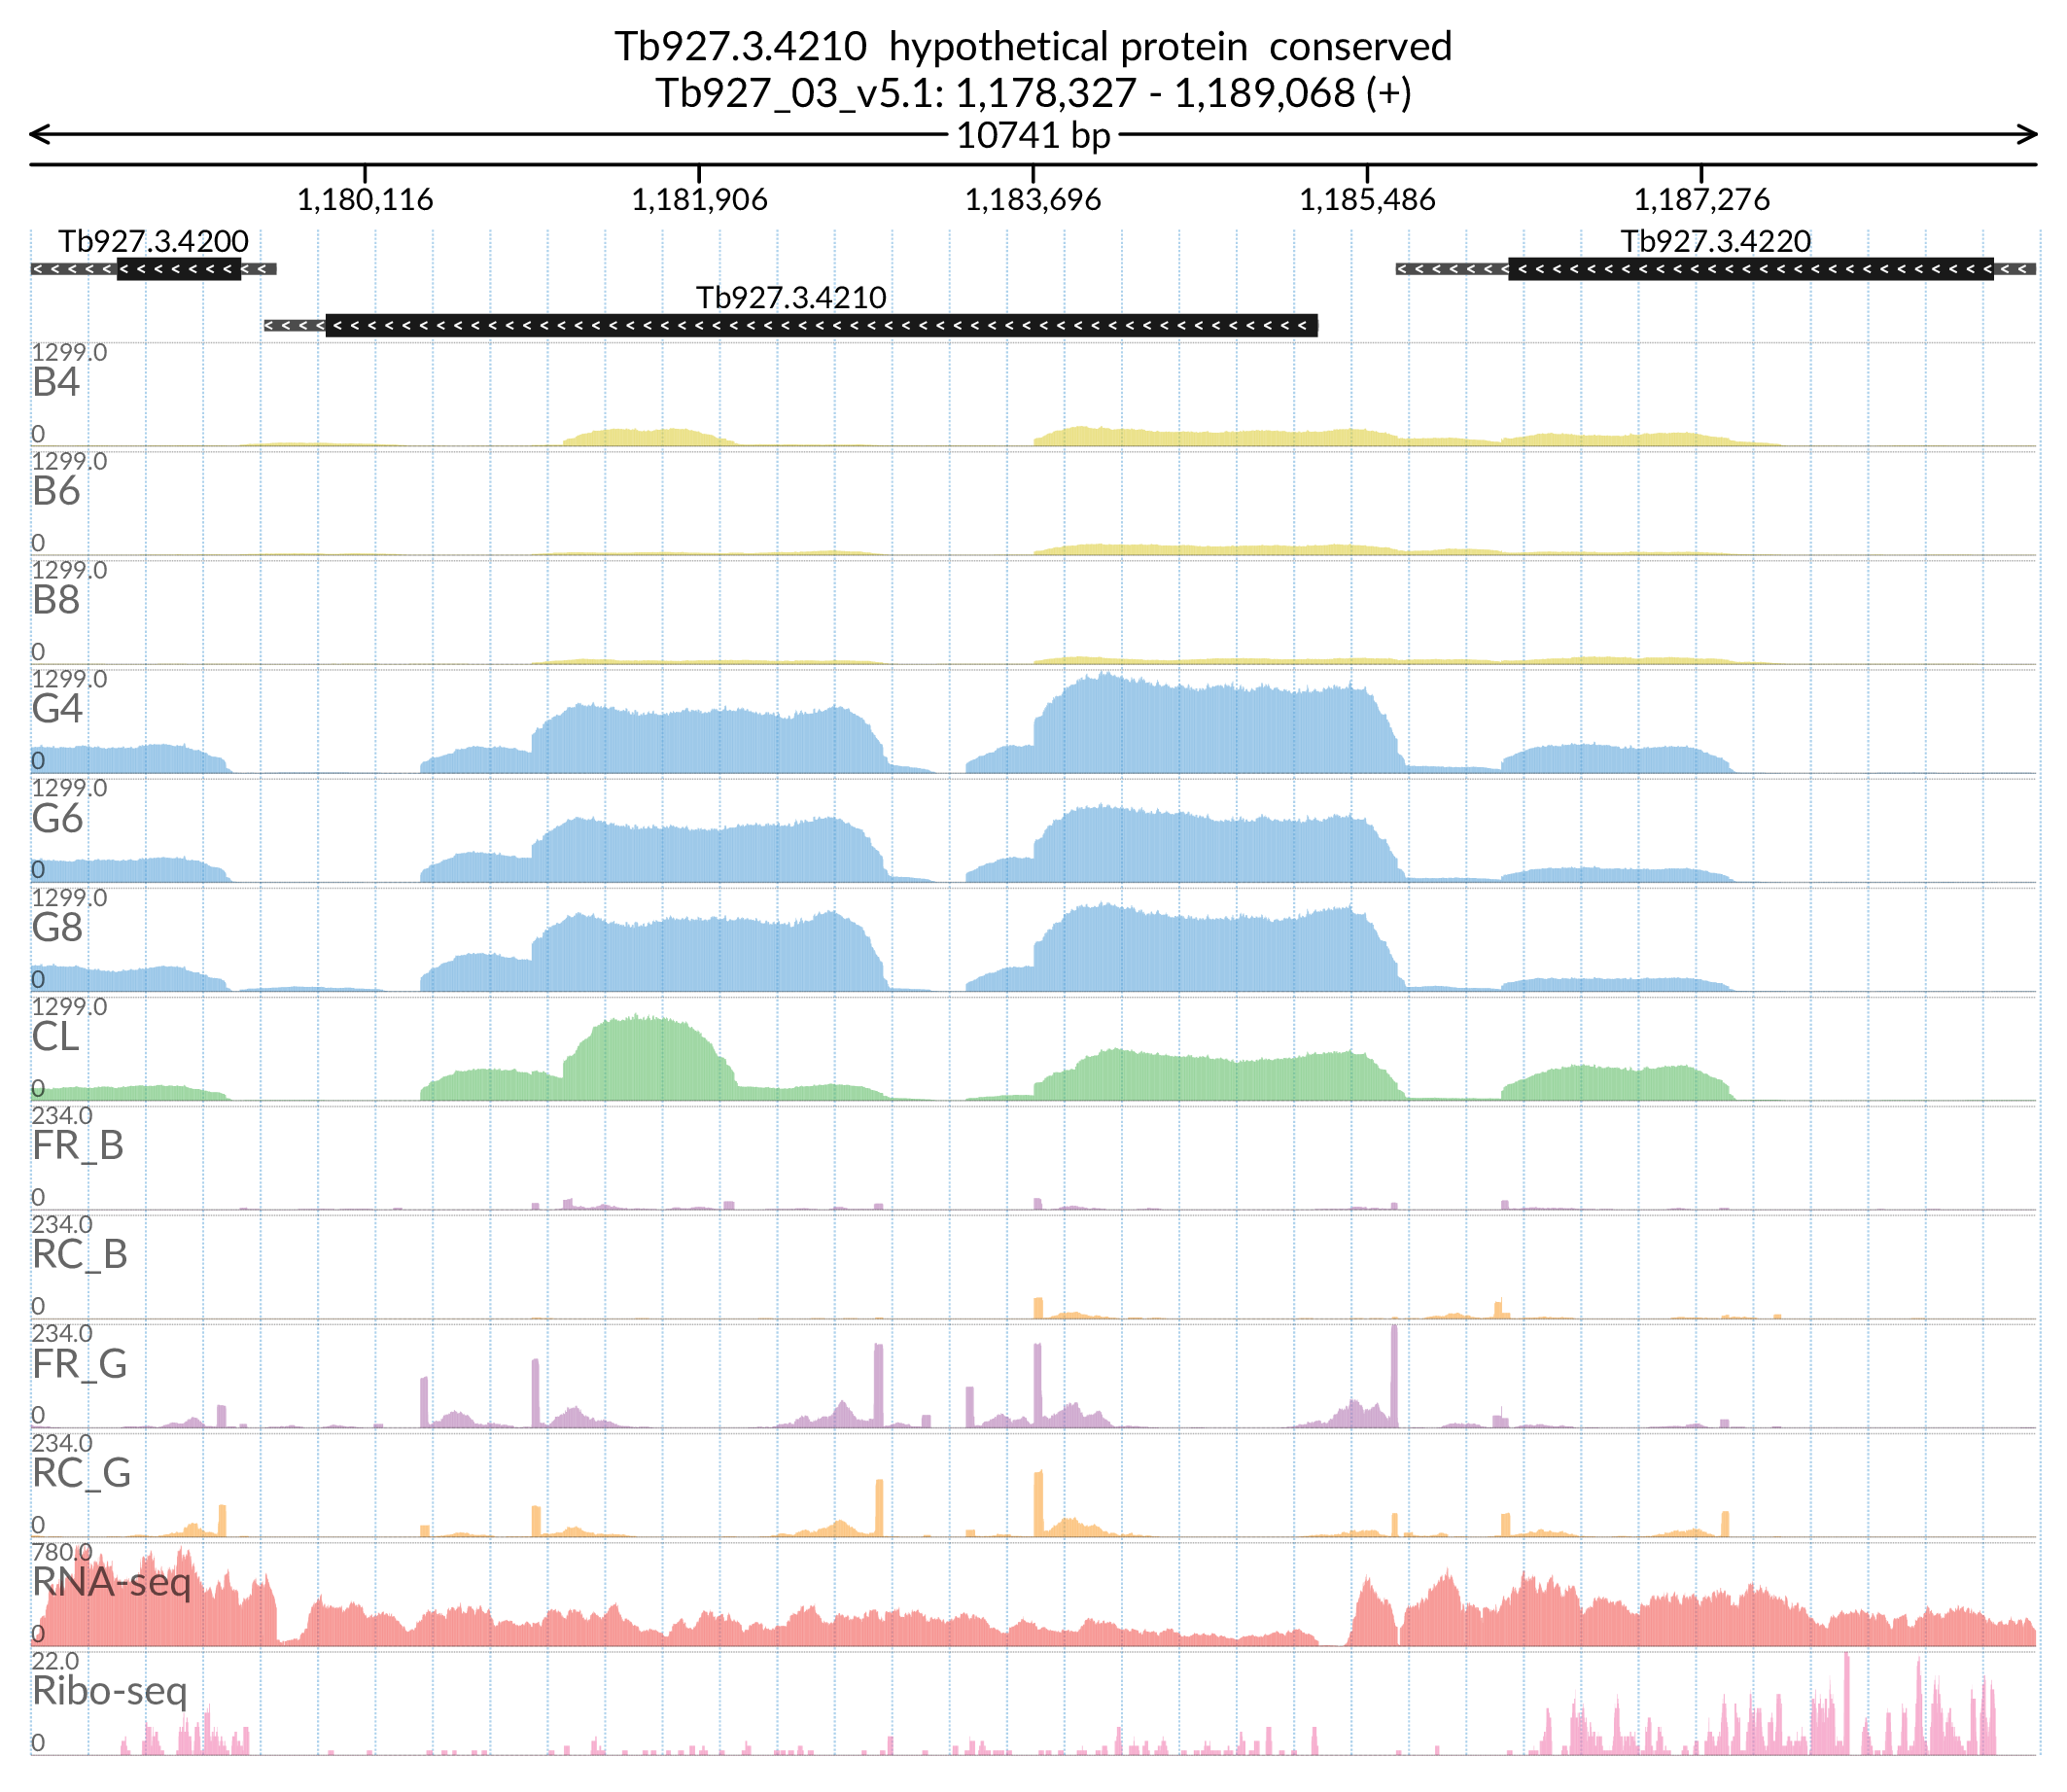 Tb927.3.4210 hypothetical protein conserved
Tb927_03_v5.1: 1,178,327 - 1,189,068 (+)
10741 bp
1,180,116 1,181,906 1,183,696 1,185,486 1,187,276
Tb927.3.4200 Tb927.3.4220
Tb927.3.4210
1299.0
B4
0
1299.0
B6
0
1299.0
B8
0
1299.0
G4
0
1299.0
G6
0
1299.0
G8
0
1299.0
CL
0
234.0
FR_B
0
234.0
RC_B
0
234.0
FR_G
0
234.0
RC_G
0
780.0
RNA-seq
0
22.0
Ribo-seq
0